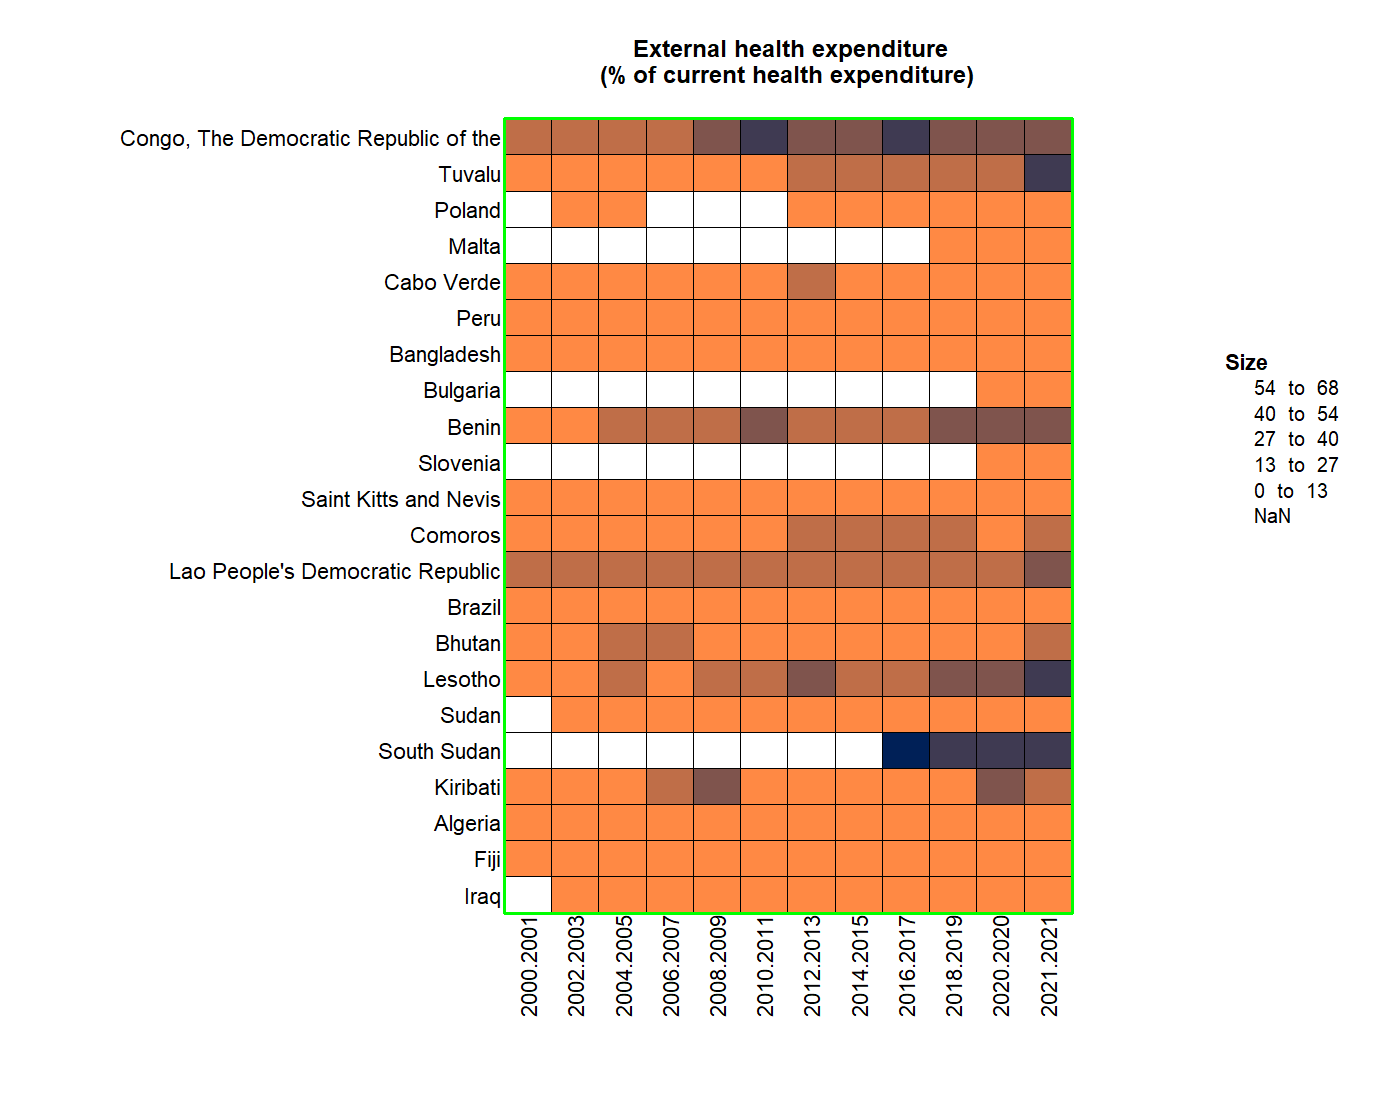 External health expenditure
(% of current health expenditure)
Congo, The Democratic Republic of the
Tuvalu
Poland
Malta
Cabo Verde
Peru
Bangladesh
Bulgaria
Benin
Slovenia
Saint Kitts and Nevis
Comoros
Lao People's Democratic Republic
Brazil
Bhutan
Lesotho
Sudan
South Sudan
Kiribati
Algeria
Fiji
Iraq
2000.2001
2002.2003
2004.2005
2006.2007
2008.2009
2010.2011
2012.2013
2014.2015
2016.2017
2018.2019
2020.2020
2021.2021
Size
54 to 68
40 to 54
27 to 40
13 to 27
0 to 13
NaN